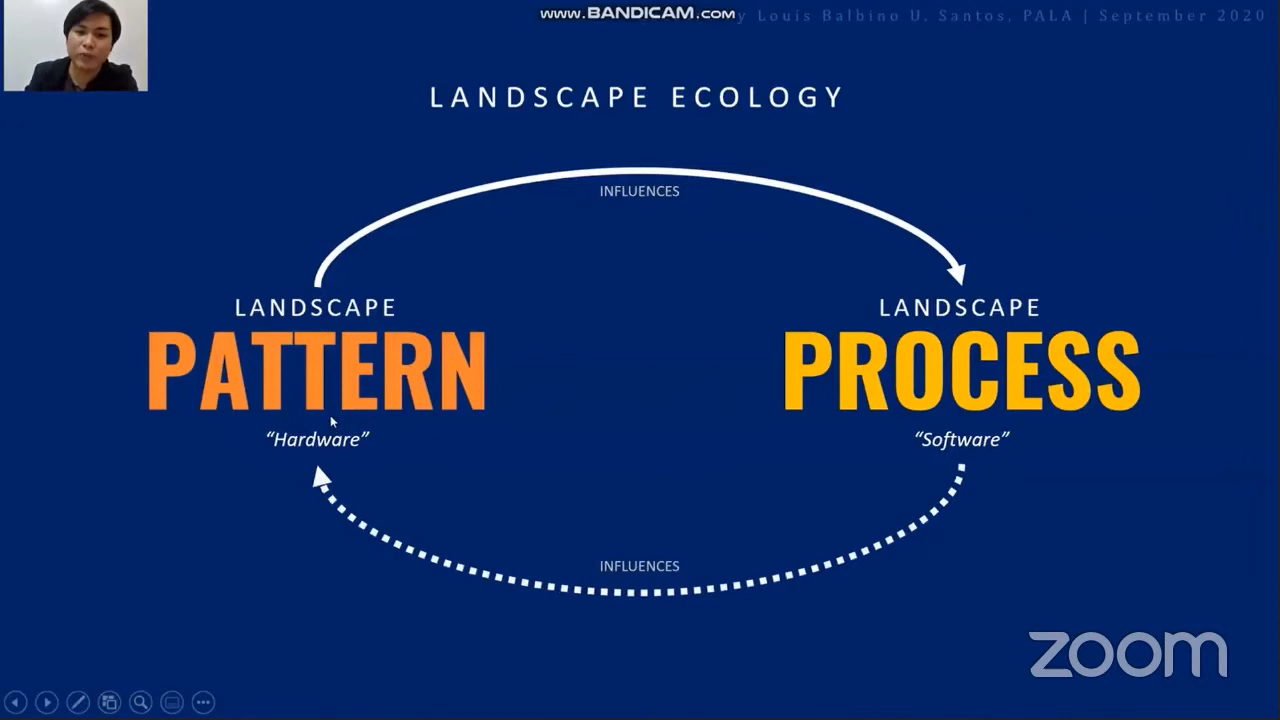 www.BANDICAM.com
y Louis Balbino U. Santos, PALA | September 2020
LANDSCAPE ECOLOGY
INFLUENCES
LANDSCAPE
PATTERN
“Hardware”
LANDSCAPE
PROCESS
“Software”
INFLUENCES
zoom